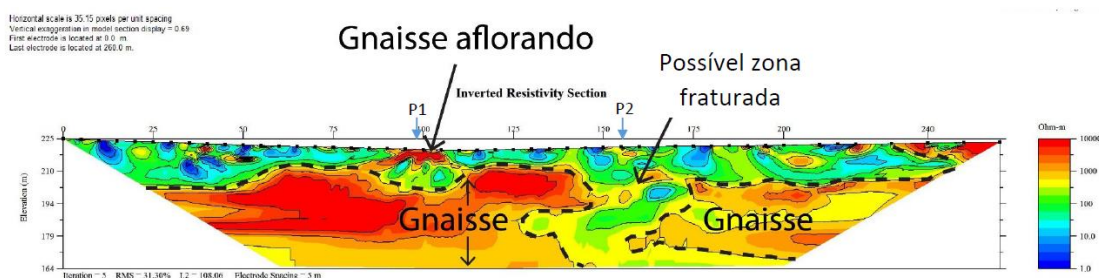 Horizontal scale is 35.15 pixels per unit spacing
Vertical exaggeration in model section display = 0.69
First electrode is located at 0.0 m.
Last electrode is located at 260.0 m.
Gnaisse aflorando
Possível zona
fraturada
Inverted Resistivity Section
P1
P2
0 25 50 75 100 125 150 175 200 240
Ohm-m
225
210
194
179
164
Elevation (m)
10000
1000
100.0
10.0
1.0
Gnaisse
Gnaisse
Iteration = 5 RMS = 31.30% L2 = 108.06 Electrode Spacing = 5 m